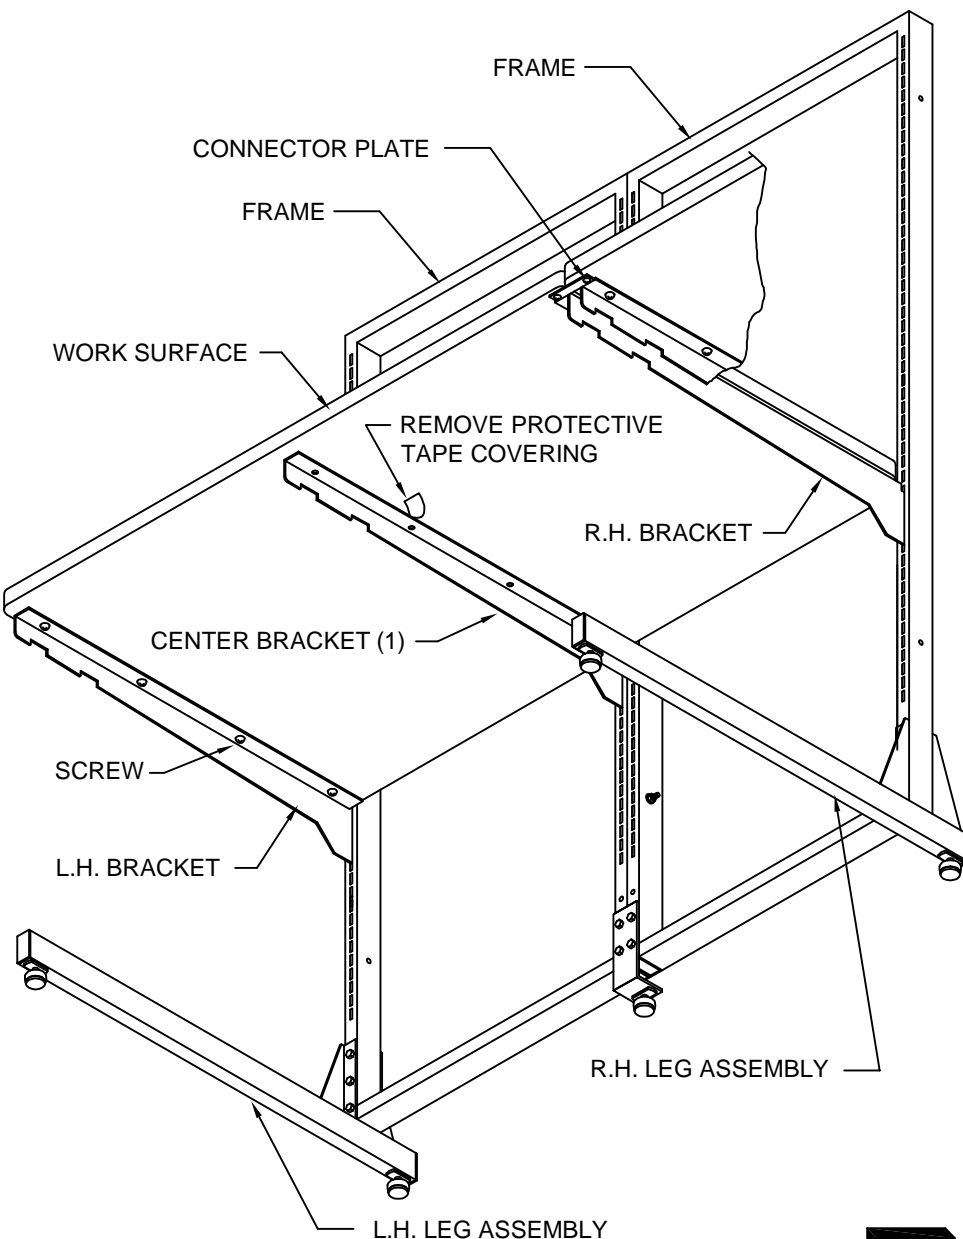 FRAME
CONNECTOR PLATE
FRAME
WORK SURFACE
REMOVE PROTECTIVE
TAPE COVERING
R.H. BRACKET
CENTER BRACKET (1)
SCREW
L.H. BRACKET
R.H. LEG ASSEMBLY
L.H. LEG ASSEMBLY